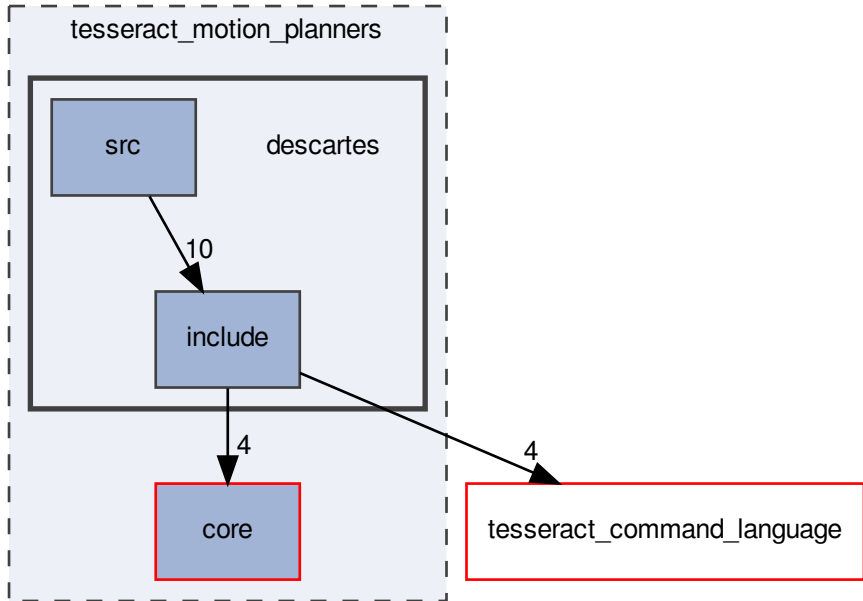 tesseract_motion_planners
src
descartes
10
include
4
4
core
tesseract_command_language